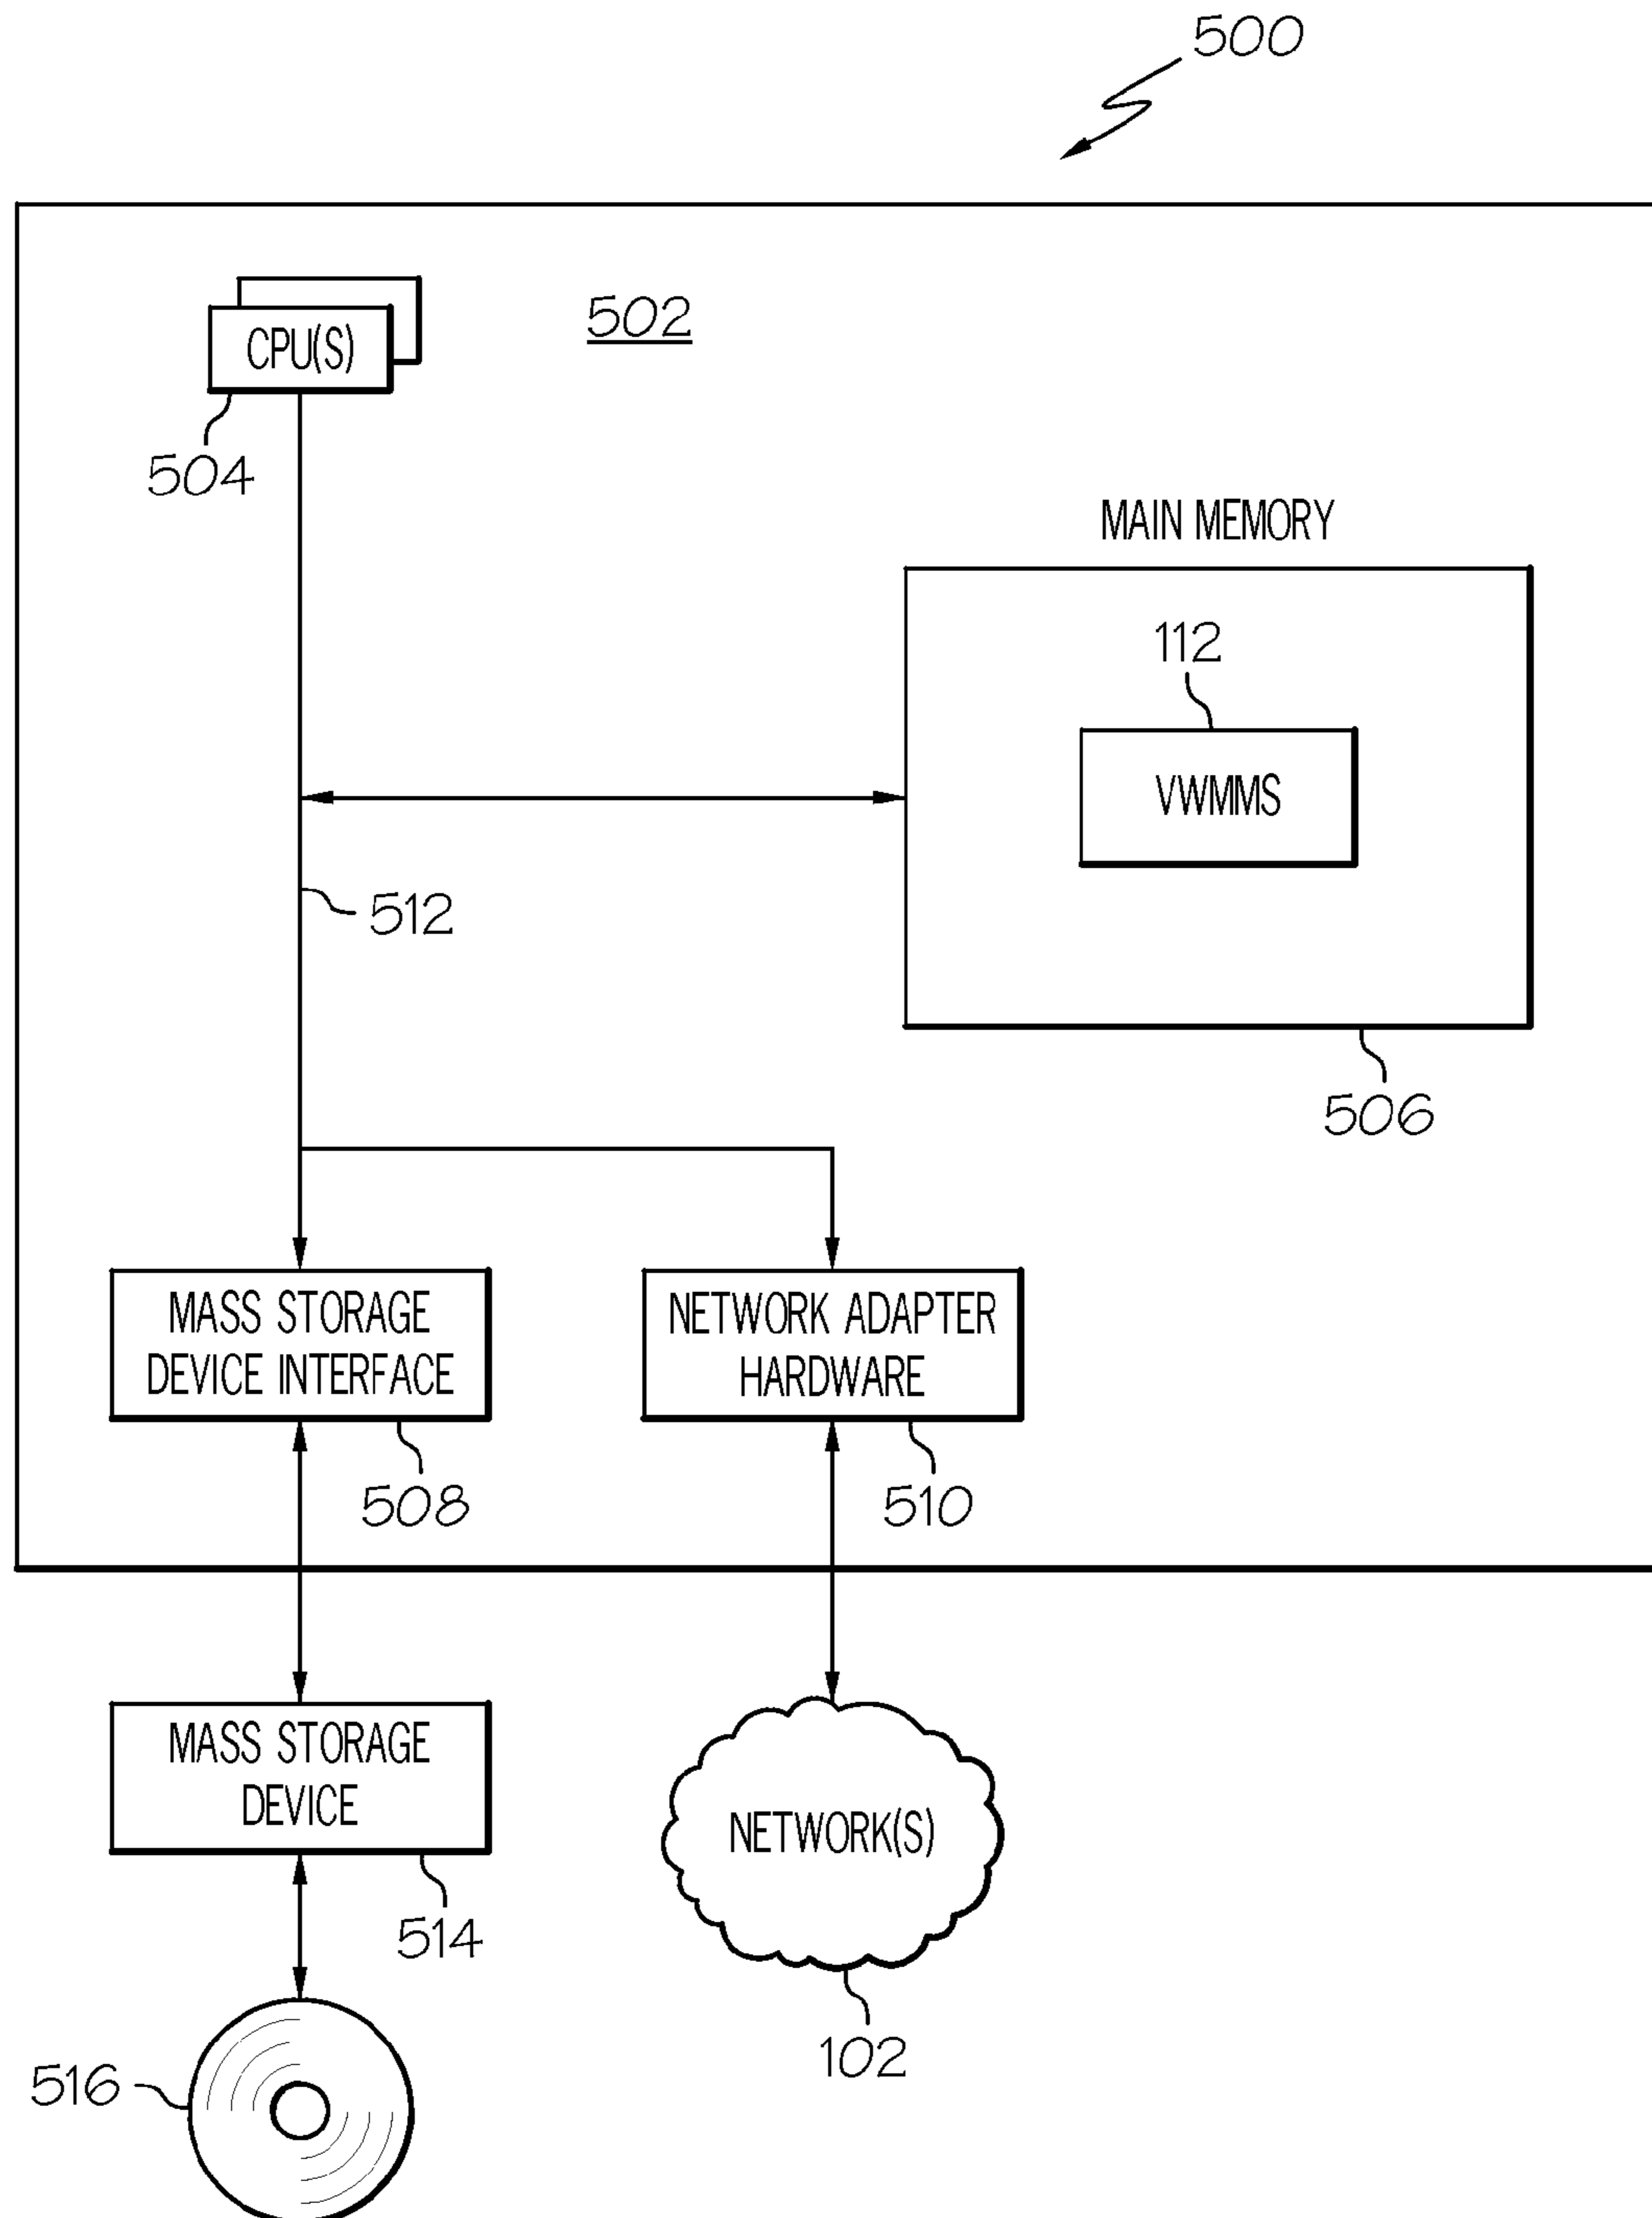 500
CPU(S)
502
504
MAIN MEMORY
112
VWMMS
512
506
MASS STORAGE
DEVICE INTERFACE
NETWORK ADAPTER
HARDWARE
508
510
MASS STORAGE
DEVICE
NETWORK(S)
514
102
516